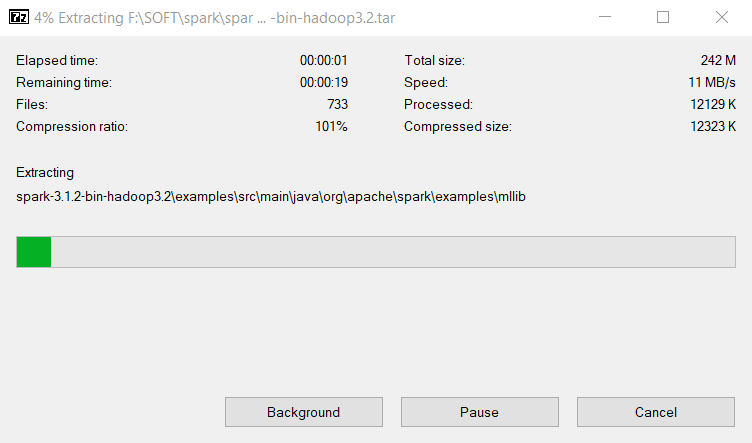 4% Extracting F:\SOFT\spark\spar ... -bin-hadoop3.2.tar
Elapsed time: 00:00:01 Total size: 242 M
Remaining time: 00:00:19 Speed: 11 MB/s
Files: 733 Processed: 12129 K
Compression ratio: 101% Compressed size: 12323 K
Extracting
spark-3.1.2-bin-hadoop3.2\examples\src\main\java\org\apache\spark\examples\mllib
Background Pause Cancel